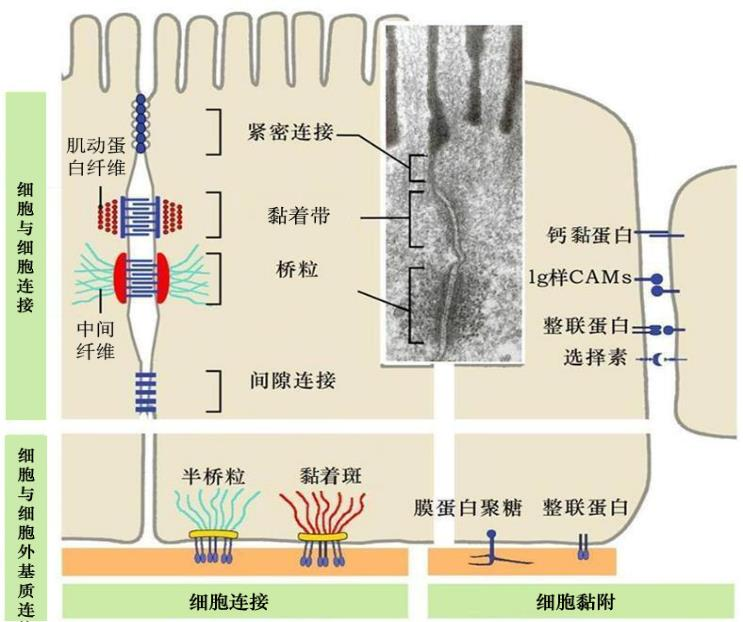 细胞与细胞连接
肌动蛋
白纤维
中间
纤维
紧密连接
黏着带
桥粒
间隙连接
钙黏蛋白
lg样CAMs
整联蛋白
选择素
细胞与细胞外基质连
半桥粒
黏着斑
膜蛋白聚糖
整联蛋白
细胞连接
细胞黏附